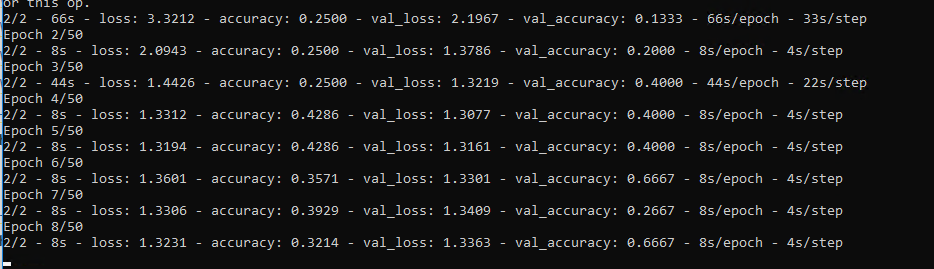 or this op.
2/2 - 66s - loss: 3.3212 - accuracy: 0.2500 - val_loss: 2.1967 - val_accuracy: 0.1333 - 66s/epoch - 33s/step
Epoch 2/50
2/2 - 8s - loss: 2.0943 - accuracy: 0.2500 - val_loss: 1.3786 - val_accuracy: 0.2000 - 8s/epoch - 4s/step
Epoch 3/50
2/2 - 44s - loss: 1.4426 - accuracy: 0.2500 - val_loss: 1.3219 - val_accuracy: 0.4000 - 44s/epoch - 22s/step
Epoch 4/50
2/2 - 8s - loss: 1.3312 - accuracy: 0.4286 - val_loss: 1.3077 - val_accuracy: 0.4000 - 8s/epoch - 4s/step
Epoch 5/50
2/2 - 8s - loss: 1.3194 - accuracy: 0.4286 - val_loss: 1.3161 - val_accuracy: 0.4000 - 8s/epoch - 4s/step
Epoch 6/50
2/2 - 8s - loss: 1.3601 - accuracy: 0.3571 - val_loss: 1.3301 - val_accuracy: 0.6667 - 8s/epoch - 4s/step
Epoch 7/50
2/2 - 8s - loss: 1.3306 - accuracy: 0.3929 - val_loss: 1.3409 - val_accuracy: 0.2667 - 8s/epoch - 4s/step
Epoch 8/50
2/2 - 8s - loss: 1.3231 - accuracy: 0.3214 - val_loss: 1.3363 - val_accuracy: 0.6667 - 8s/epoch - 4s/step